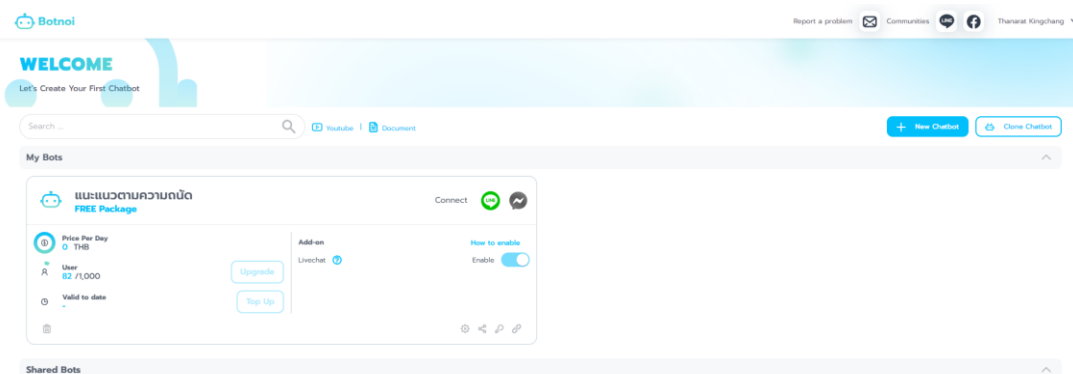 Botnoi
Report a problem Communities LINE Thanarat Kingchang
WELCOME
Let's Create Your First Chatbot
Search ...
Youtube | Document
+ New Chatbot
Clone Chatbot
My Bots
แนะแนวตามความถนัด
FREE Package
Connect LINE
Price Per Day
0 THB
User
82 /1,000
Upgrade
Valid to date
-
Top Up
Add-on
How to enable
Livechat ?
Enable
Shared Bots